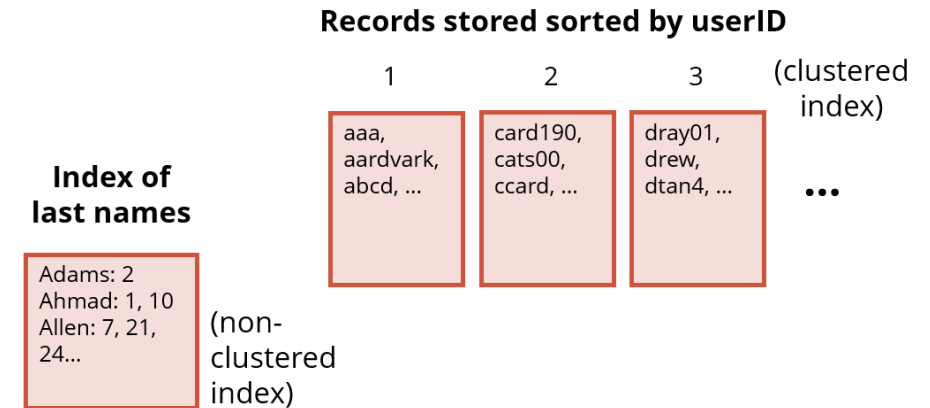 Records stored sorted by userID
1
2
3
(clustered
index)
aaa,
aardvark,
abcd, ...
card190,
cats00,
ccard, ...
dray01,
drew,
dtan4, ...
...
Index of
last names
Adams: 2
Ahmad: 1, 10
Allen: 7, 21,
24...
(non-
clustered
index)